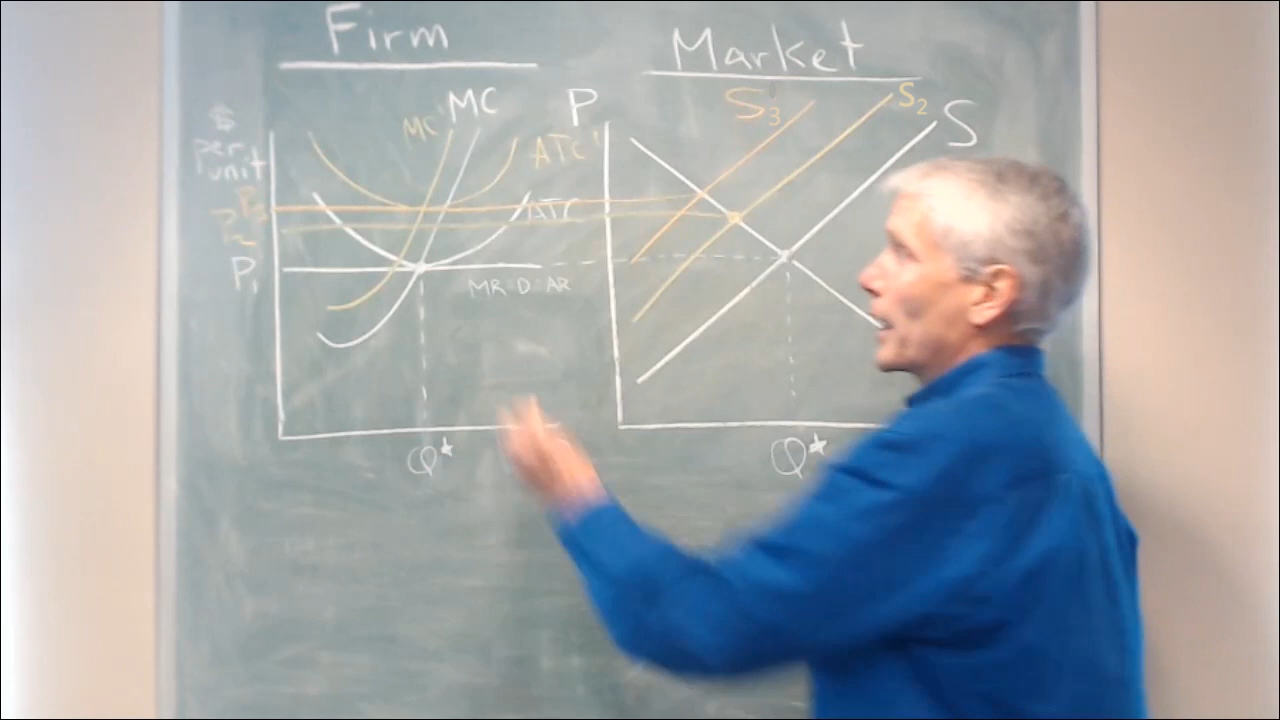 Firm
Market
MC'
MC
P
S3
S2
S
$
per
unit
ATC'
ATC
P3
P2
P1
MR D AR
Q*
Q*